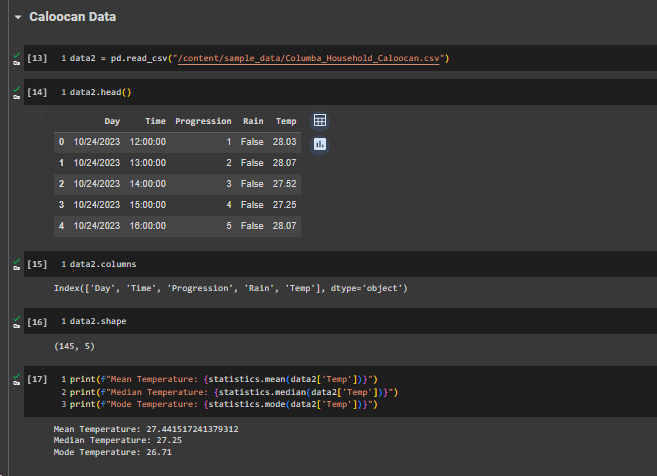 Caloocan Data
[13] 1 data2 = pd.read_csv("/content/sample_data/Columba_Household_Caloocan.csv")
[14] 1 data2.head()
Day Time Progression Rain Temp
0 10/24/2023 12:00:00 1 False 28.03
1 10/24/2023 13:00:00 2 False 28.07
2 10/24/2023 14:00:00 3 False 27.52
3 10/24/2023 15:00:00 4 False 27.25
4 10/24/2023 16:00:00 5 False 28.07
[15] 1 data2.columns
Index(['Day', 'Time', 'Progression', 'Rain', 'Temp'], dtype='object')
[16] 1 data2.shape
(145, 5)
[17] 1 print(f"Mean Temperature: {statistics.mean(data2['Temp'])}")
2 print(f"Median Temperature: {statistics.median(data2['Temp'])}")
3 print(f"Mode Temperature: {statistics.mode(data2['Temp'])}")
Mean Temperature: 27.441517241379312
Median Temperature: 27.25
Mode Temperature: 26.71